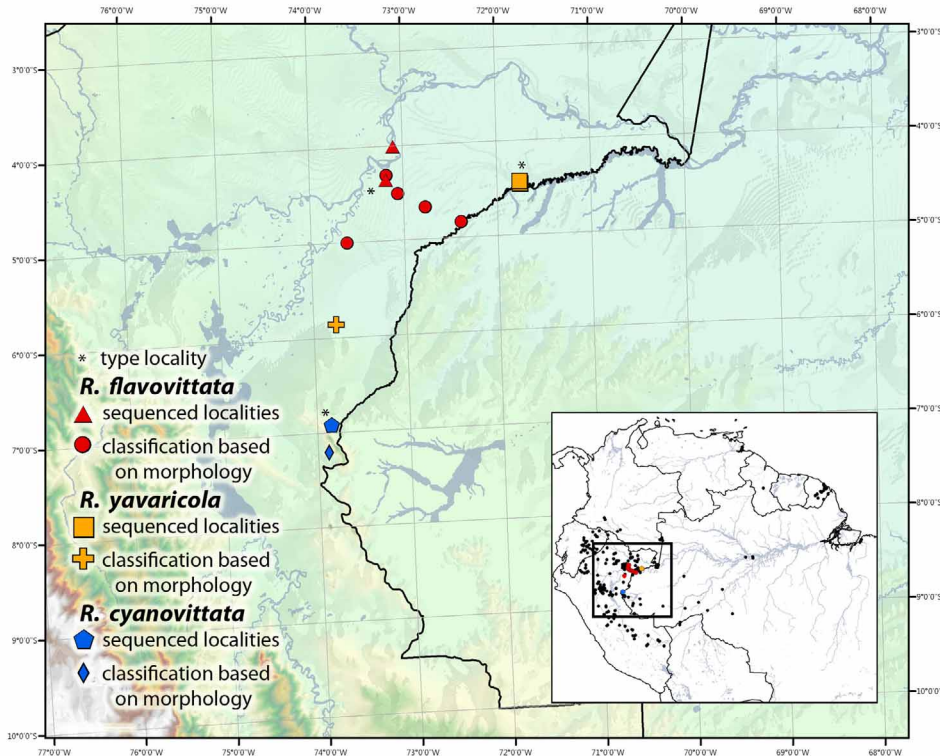 76°0'0"W 75°0'0"W 74°0'0"W 73°0'0"W 72°0'0"W 71°0'0"W 70°0'0"W 69°0'0"W 68°0'0"W
3°0'0"S
3°0'0"S
4°0'0"S
4°0'0"S
*
*
5°0'0"S
5°0'0"S
6°0'0"S
6°0'0"S
* type locality
R. flavovittata
sequenced localities
classification based
on morphology
R. yavaricola
sequenced localities
classification based
on morphology
R. cyanovittata
sequenced localities
classification based
on morphology
*
7°0'0"S
7°0'0"S
8°0'0"S
8°0'0"S
9°0'0"S
9°0'0"S
10°0'0"S
10°0'0"S
77°0'0"W 76°0'0"W 75°0'0"W 74°0'0"W 73°0'0"W 72°0'0"W 71°0'0"W 70°0'0"W 69°0'0"W 68°0'0"W